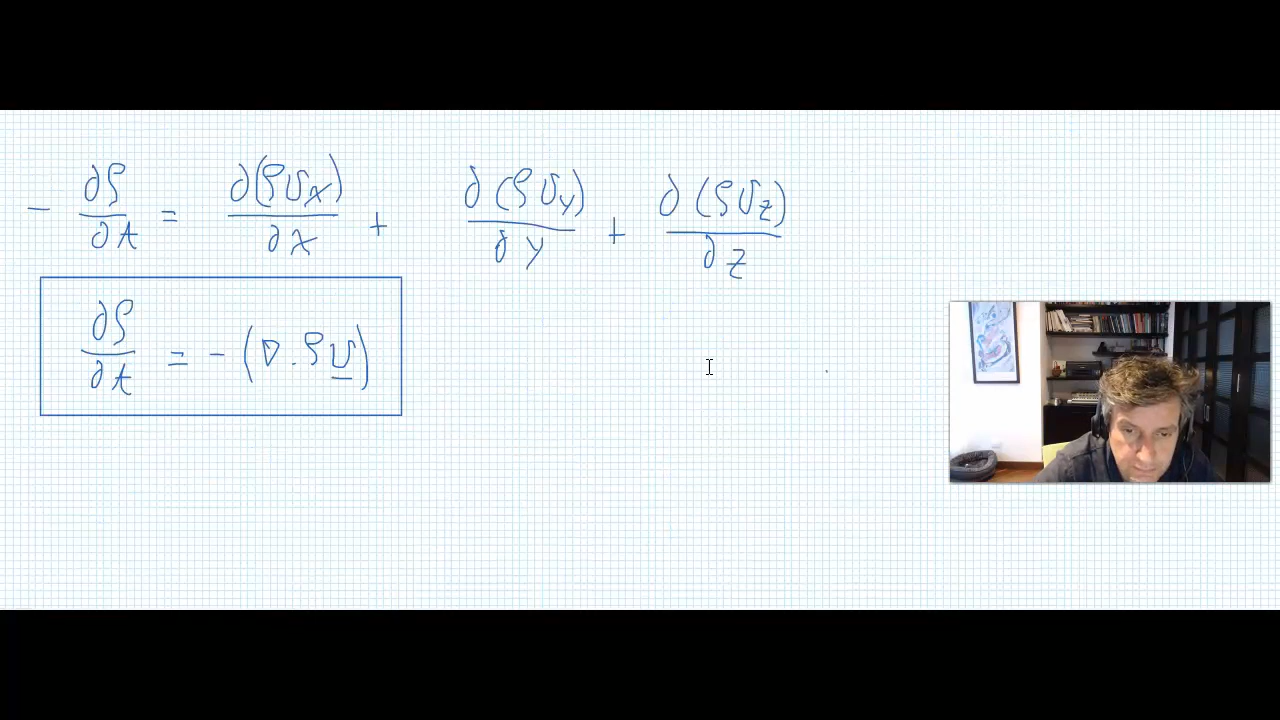 - ∂ρ/∂t = ∂(ρυx)/∂x + ∂(ρυy)/∂y + ∂(ρυz)/∂z
∂ρ/∂t = - (∇ . ρυ̲)